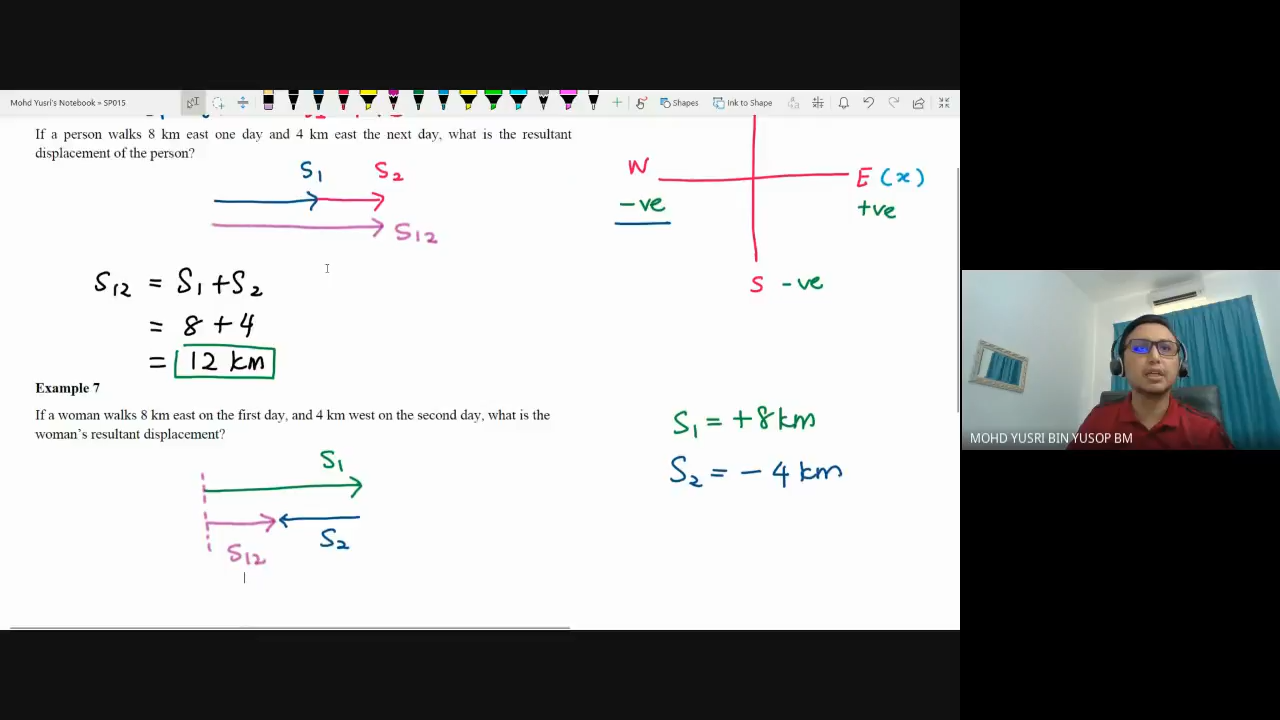 Mohd Yusri's Notebook » SP015
Shapes
Ink to Shape
If a person walks 8 km east one day and 4 km east the next day, what is the resultant
displacement of the person?
S1 S2
S12
S12 = S1 + S2
= 8 + 4
= 12 km
W
-ve
E (x)
+ve
S -ve
Example 7
If a woman walks 8 km east on the first day, and 4 km west on the second day, what is the
woman's resultant displacement?
S1
S2
S12
S1 = +8 km
S2 = - 4 km
MOHD YUSRI BIN YUSOP BM